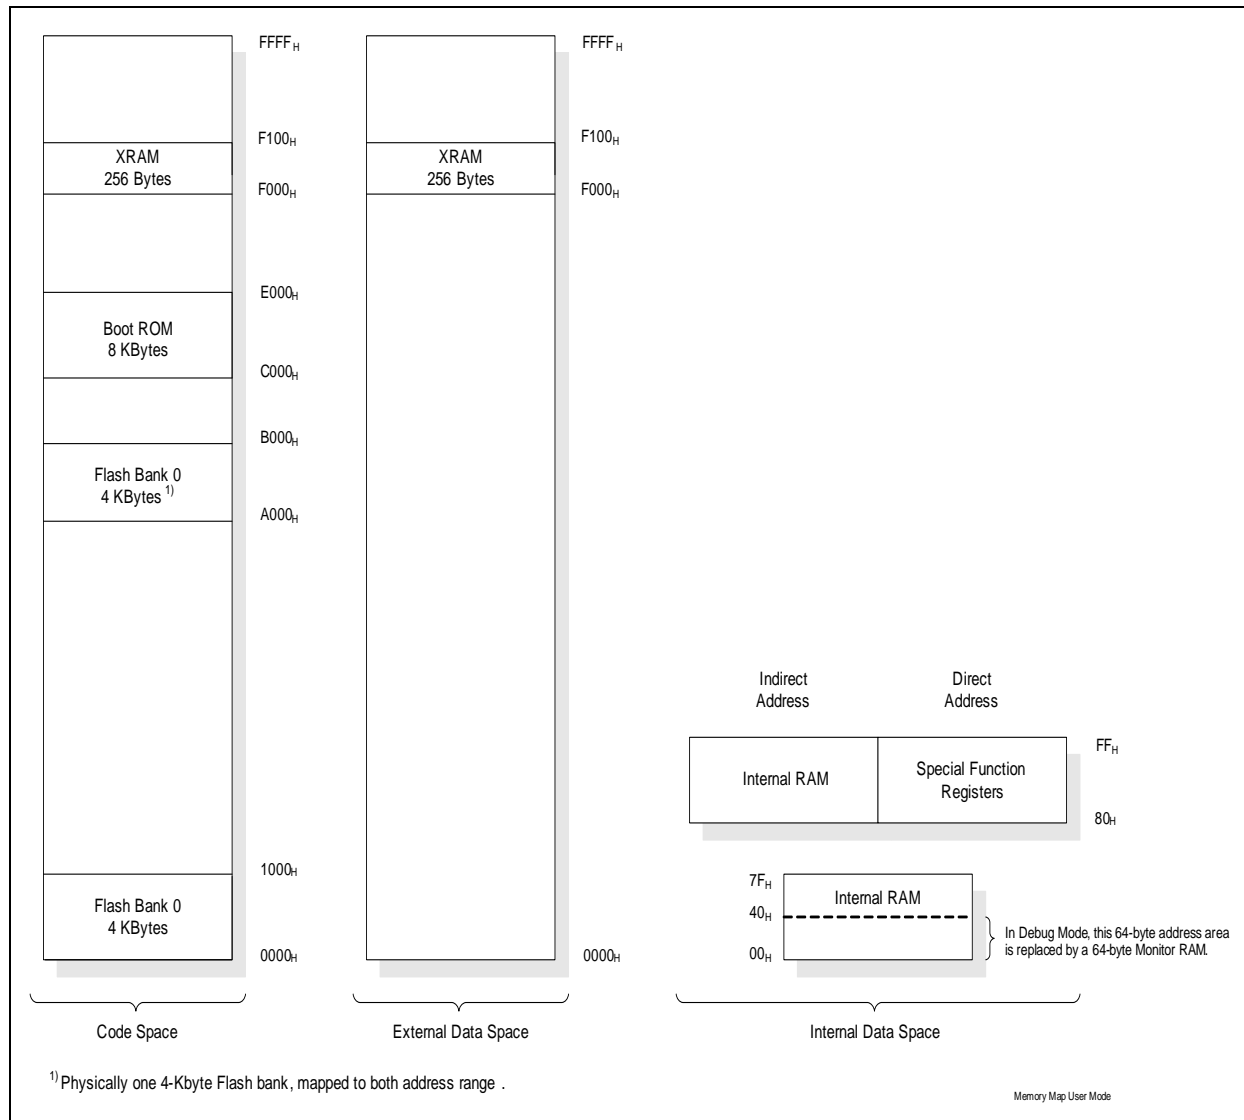 FFFFH
FFFFH
F100H
F100H
XRAM
256 Bytes
XRAM
256 Bytes
F000H
F000H
E000H
Boot ROM
8 KBytes
C000H
B000H
Flash Bank 0
4 KBytes 1)
A000H
Indirect
Address
Direct
Address
Internal RAM
Special Function
Registers
FFH
80H
1000H
Flash Bank 0
4 KBytes
0000H
0000H
7FH
Internal RAM
40H
00H
In Debug Mode, this 64-byte address area
is replaced by a 64-byte Monitor RAM.
Code Space
External Data Space
Internal Data Space
1) Physically one 4-Kbyte Flash bank, mapped to both address range .
Memory Map User Mode